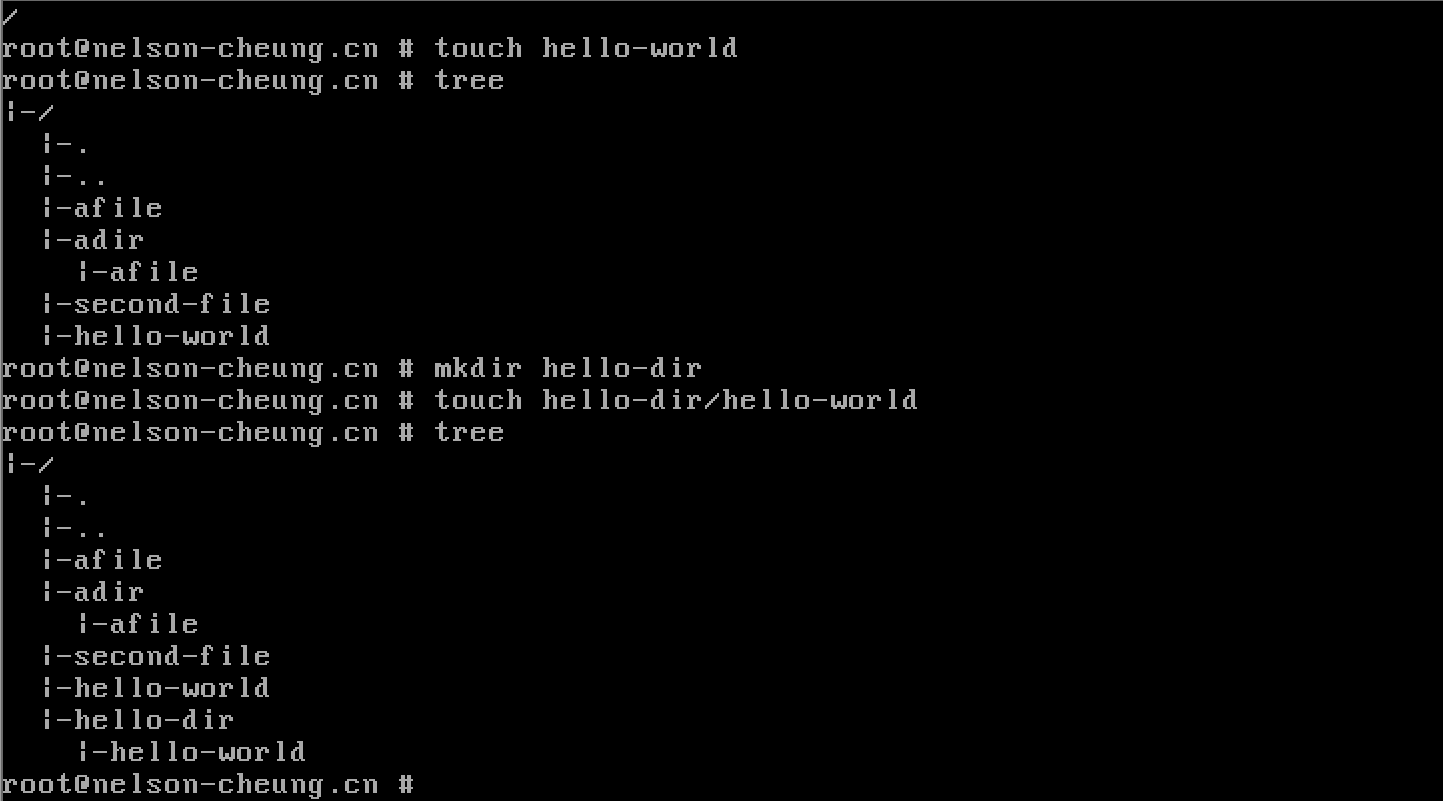 /
root@nelson-cheung.cn # touch hello-world
root@nelson-cheung.cn # tree
¦-/
  ¦-.
  ¦-..
  ¦-afile
  ¦-adir
    ¦-afile
  ¦-second-file
  ¦-hello-world
root@nelson-cheung.cn # mkdir hello-dir
root@nelson-cheung.cn # touch hello-dir/hello-world
root@nelson-cheung.cn # tree
¦-/
  ¦-.
  ¦-..
  ¦-afile
  ¦-adir
    ¦-afile
  ¦-second-file
  ¦-hello-world
  ¦-hello-dir
    ¦-hello-world
root@nelson-cheung.cn #